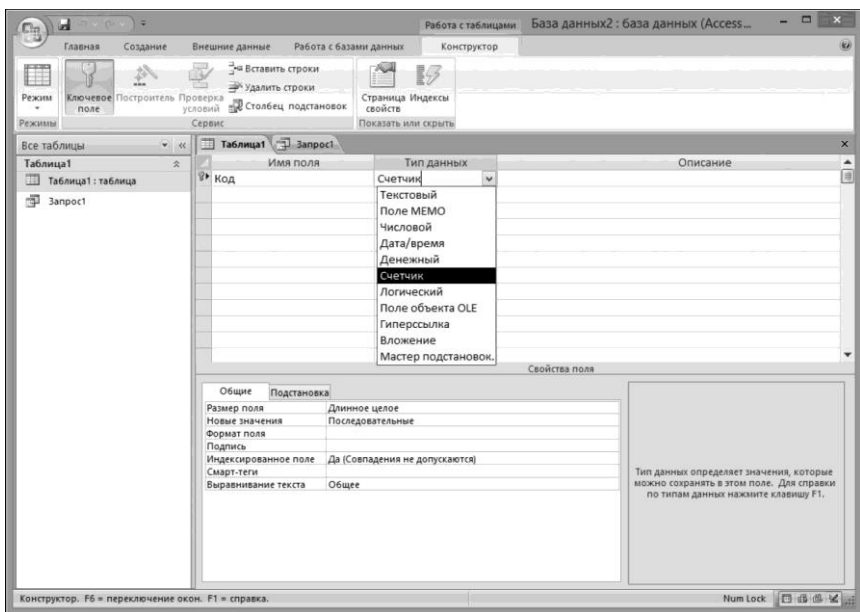 Работа с таблицами База данных2 : база данных (Access...
Главная Создание Внешние данные Работа с базами данных Конструктор
Режим
Ключевое поле
Построитель
Проверка условий
Вставить строки
Удалить строки
Столбец подстановок
Страница свойств
Индексы
Режимы Сервис Показать или скрыть
Все таблицы
Таблица1
Таблица1 : таблица
Запрос1
Таблица1 Запрос1
Имя поля Тип данных Описание
Код Счетчик
Текстовый
Поле МЕМО
Числовой
Дата/время
Денежный
Счетчик
Логический
Поле объекта OLE
Гиперссылка
Вложение
Мастер подстановок.
Свойства поля
Общие Подстановка
Размер поля Длинное целое
Новые значения Последовательные
Формат поля
Подпись
Индексированное поле Да (Совпадения не допускаются)
Смарт-теги
Выравнивание текста Общее
Тип данных определяет значения, которые
можно сохранять в этом поле. Для справки
по типам данных нажмите клавишу F1.
Конструктор. F6 = переключение окон. F1 = справка. Num Lock